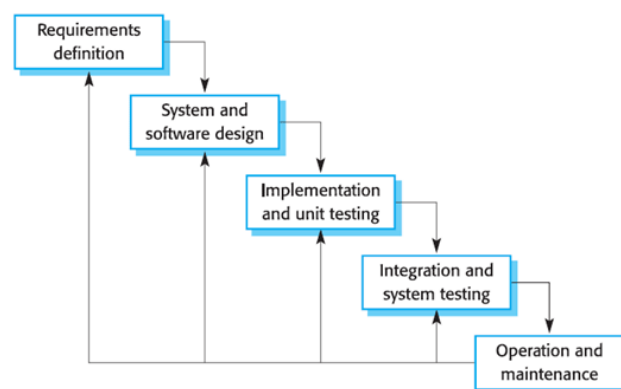 Requirements
definition
System and
software design
Implementation
and unit testing
Integration and
system testing
Operation and
maintenance